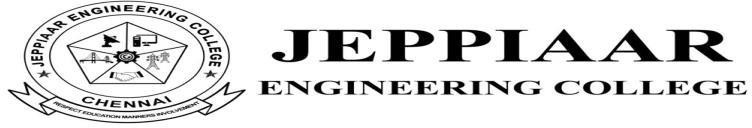 JEPPIAAR ENGINEERING COLLEGE
CHENNAI
RESPECT EDUCATION MANNERS INVOLVEMENT
JEPPIAAR
ENGINEERING COLLEGE